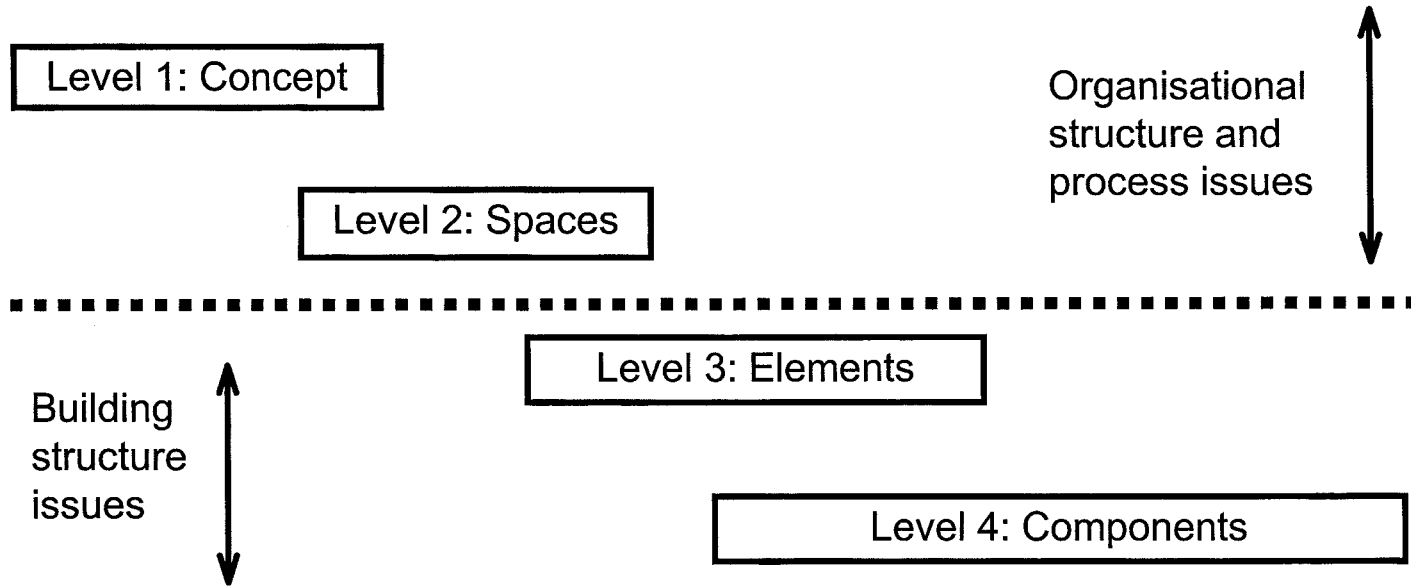 Level 1: Concept
Organisational
structure and
process issues
Level 2: Spaces
Level 3: Elements
Building
structure
issues
Level 4: Components